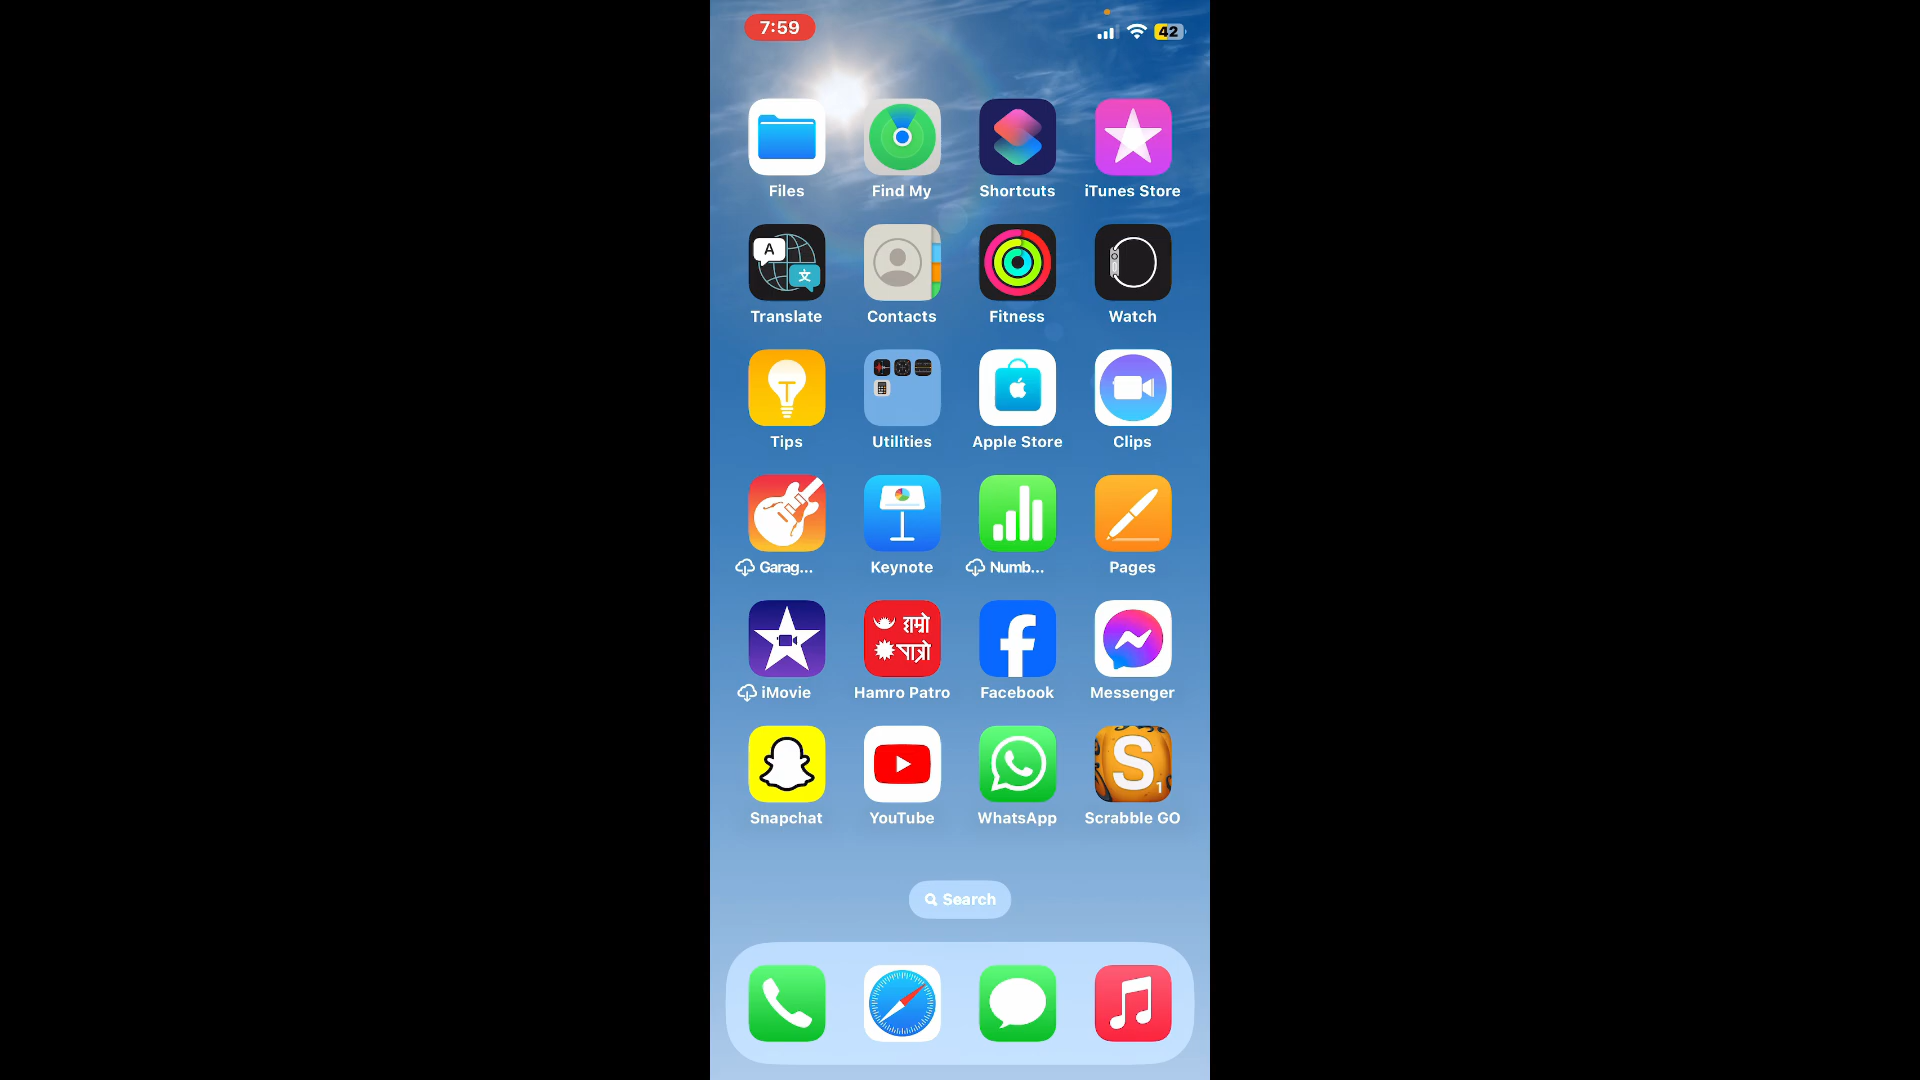 7:59
42
Files
Find My
Shortcuts
iTunes Store
A
文
Translate
Contacts
Fitness
Watch
Tips
Utilities
Apple Store
Clips
Garag...
Keynote
Numb...
Pages
हाम्रो
पात्रो
iMovie
Hamro Patro
Facebook
Messenger
S
1
Snapchat
YouTube
WhatsApp
Scrabble GO
Search